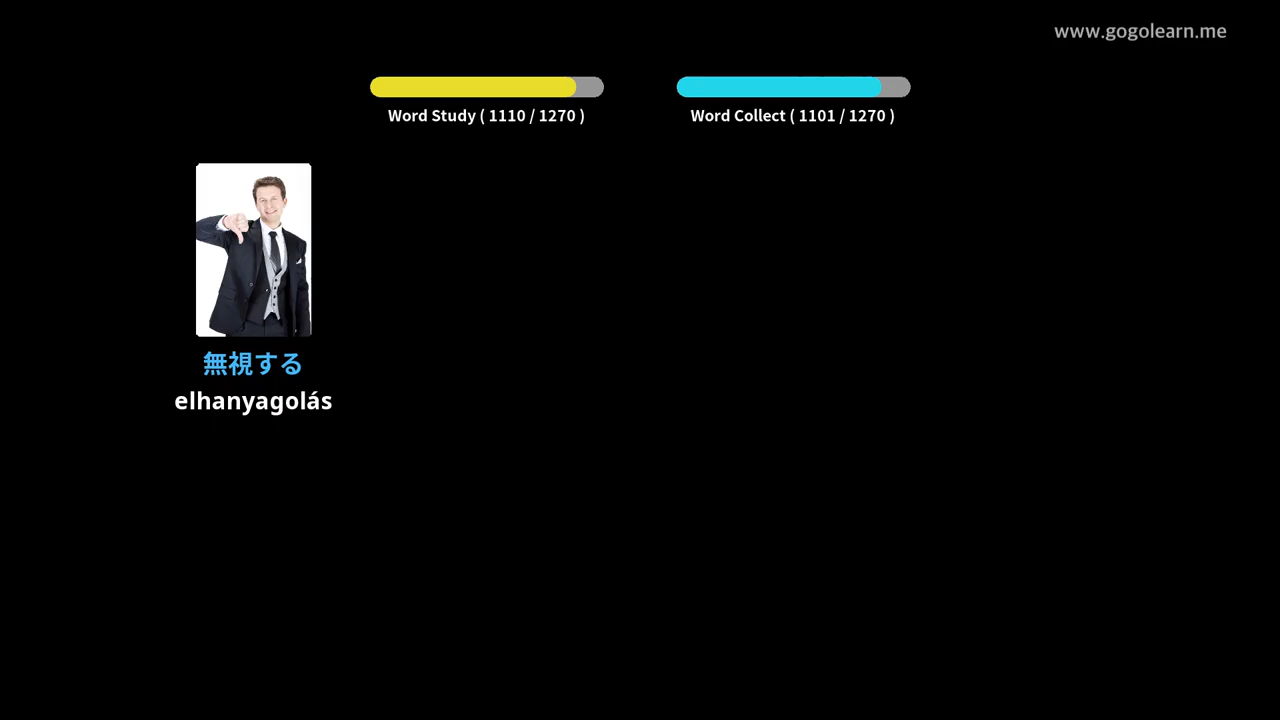 www.gogolearn.me
Word Study ( 1110 / 1270 )
Word Collect ( 1101 / 1270 )
無視する
elhanyagolás